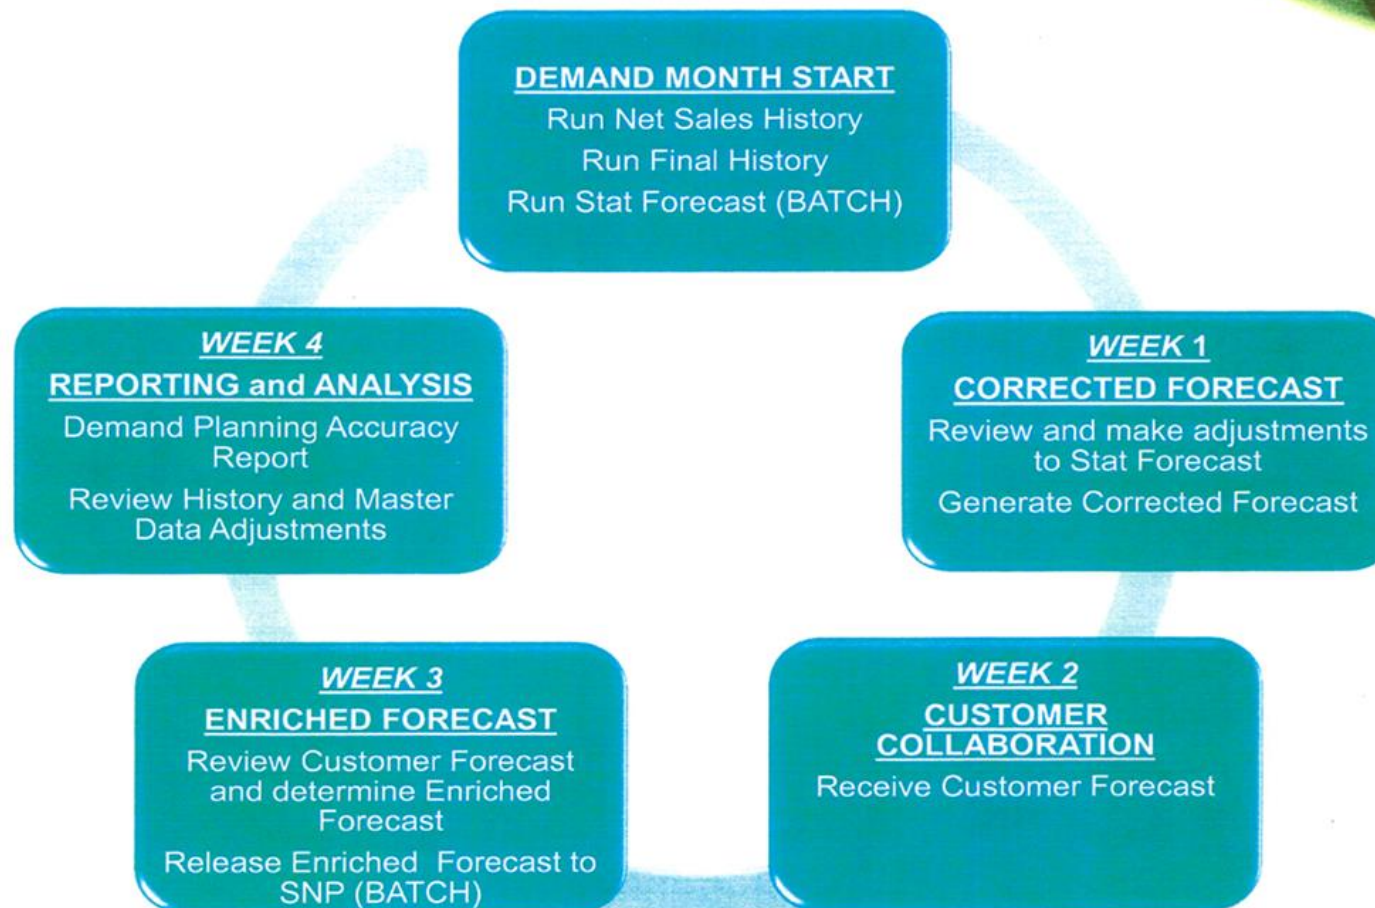 DEMAND MONTH START
Run Net Sales History
Run Final History
Run Stat Forecast (BATCH)
WEEK 1
CORRECTED FORECAST
Review and make adjustments
to Stat Forecast
Generate Corrected Forecast
WEEK 2
CUSTOMER
COLLABORATION
Receive Customer Forecast
WEEK 3
ENRICHED FORECAST
Review Customer Forecast
and determine Enriched
Forecast
Release Enriched Forecast to
SNP (BATCH)
WEEK 4
REPORTING and ANALYSIS
Demand Planning Accuracy
Report
Review History and Master
Data Adjustments